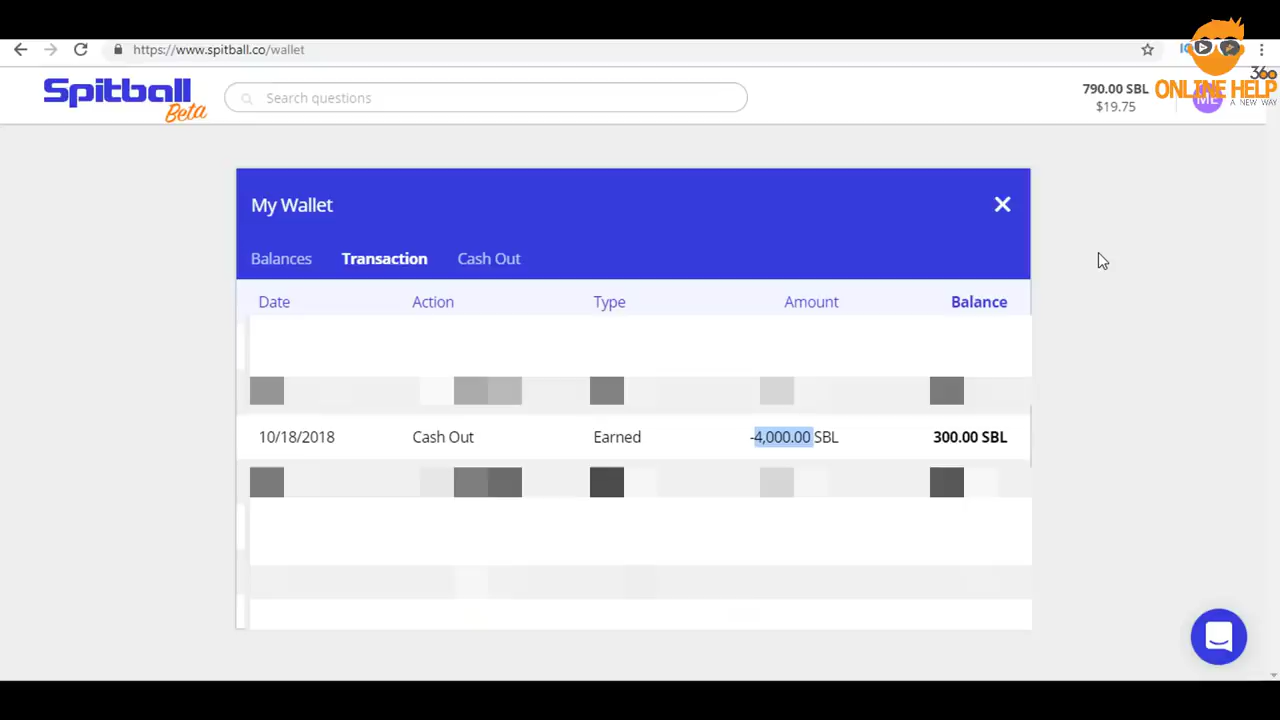 https://www.spitball.co/wallet
Spitball
Beta
Search questions
790.00 SBL
$19.75
ME
360
ONLINE HELP
A NEW WAY
My Wallet
Balances Transaction Cash Out
Date Action Type Amount Balance
10/18/2018 Cash Out Earned -4,000.00 SBL 300.00 SBL